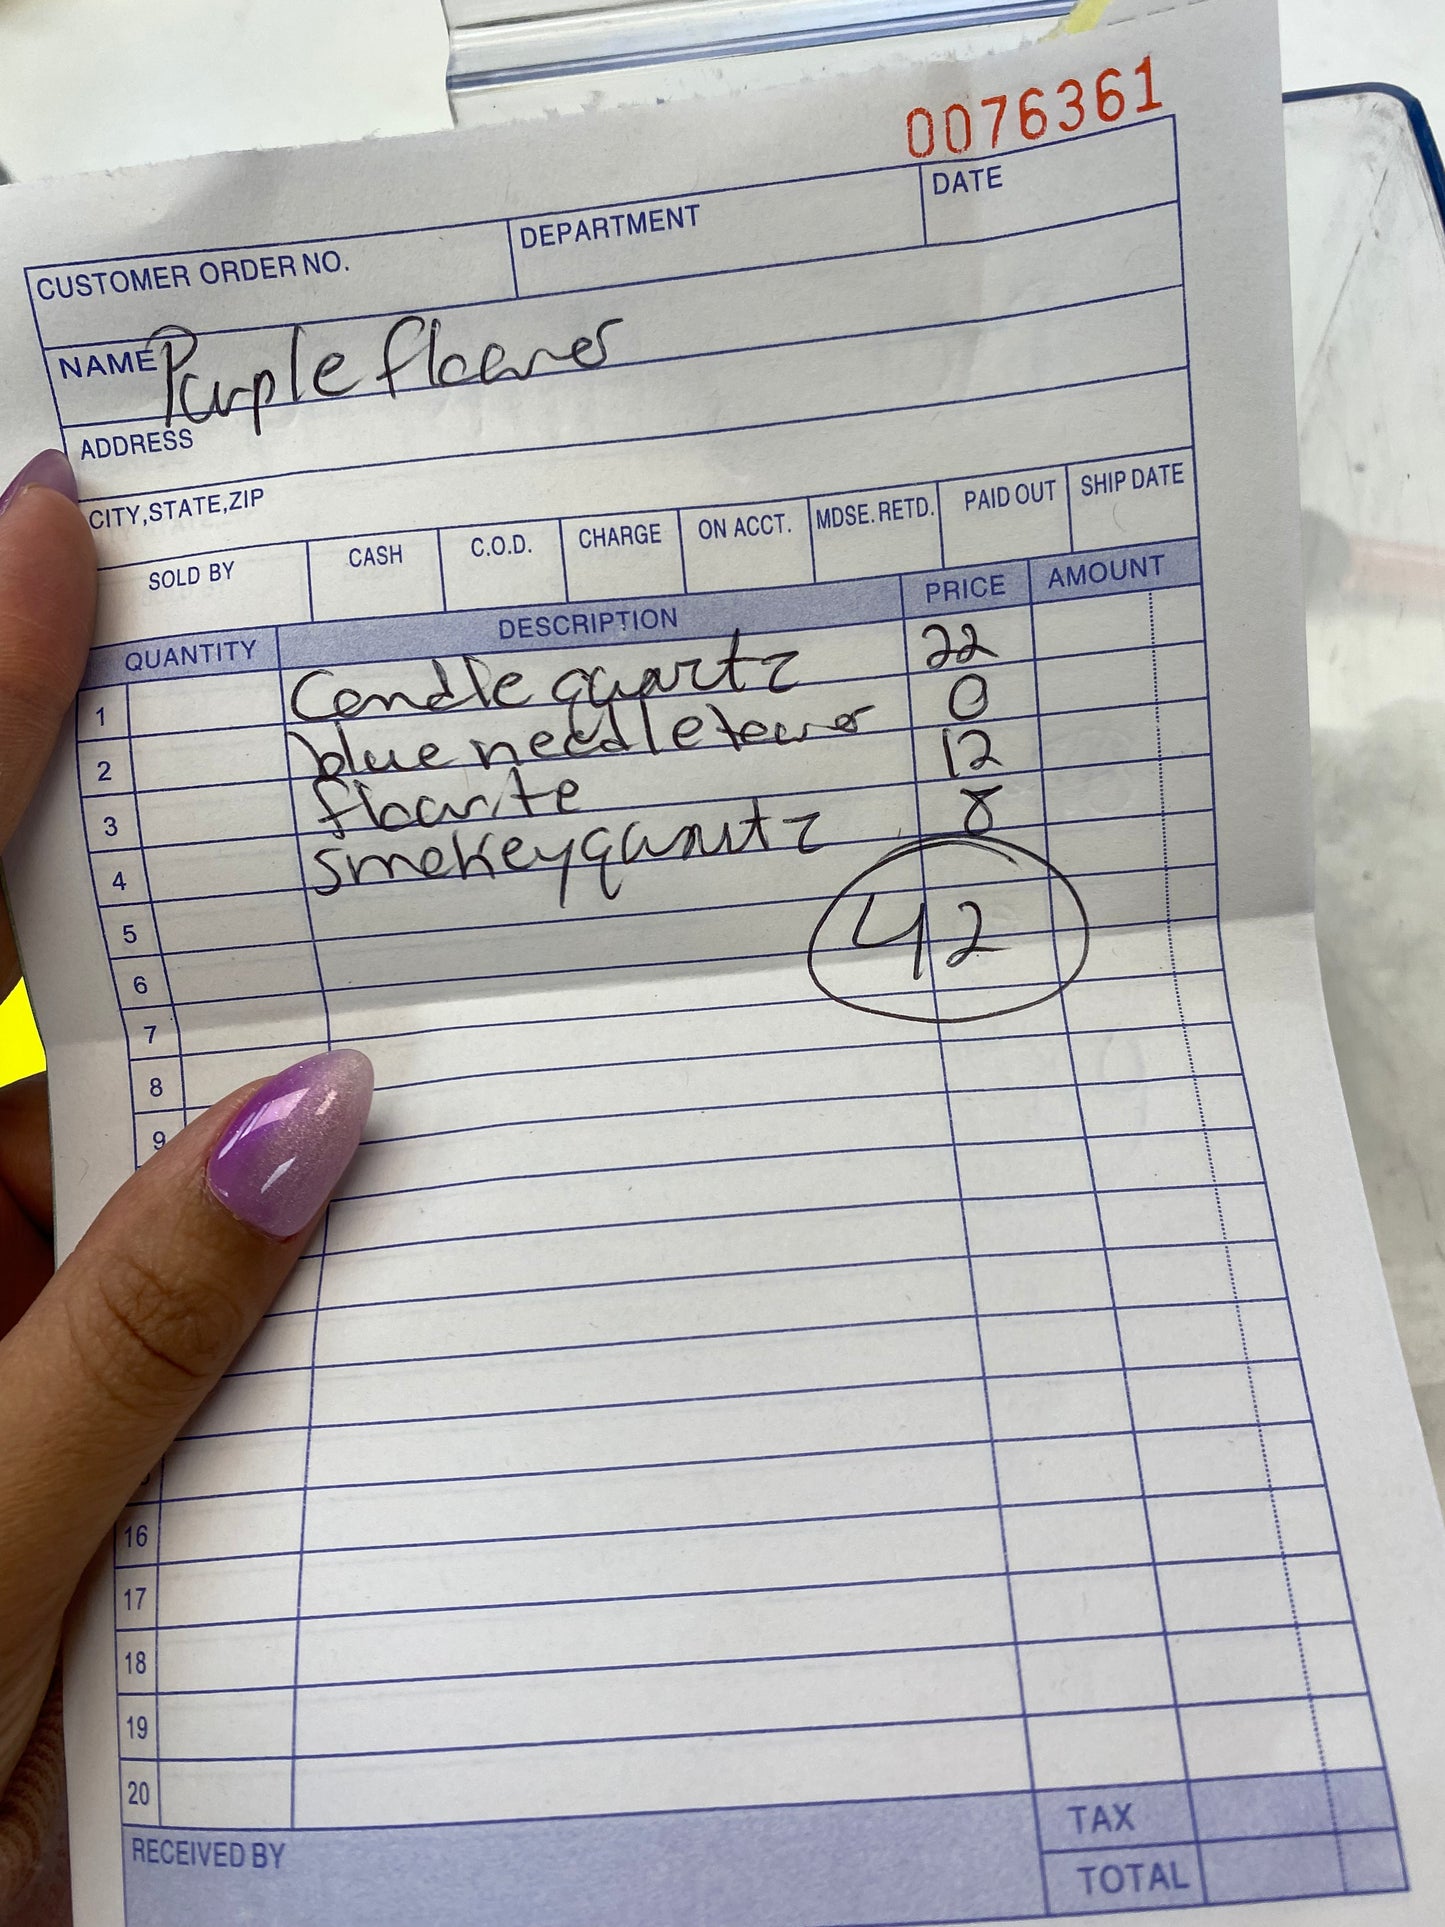 0076361
CUSTOMER ORDER NO. DEPARTMENT DATE
NAME Purple flower
ADDRESS
CITY,STATE,ZIP
SOLD BY CASH C.O.D. CHARGE ON ACCT. MDSE. RETD. PAID OUT SHIP DATE
QUANTITY DESCRIPTION PRICE AMOUNT
1 Candle quartz 22
2 blue needle tower 0
3 floarite 12
4 smokey quartz 8
5 42
6
7
8
9
16
17
18
19
20
RECEIVED BY TAX
TOTAL